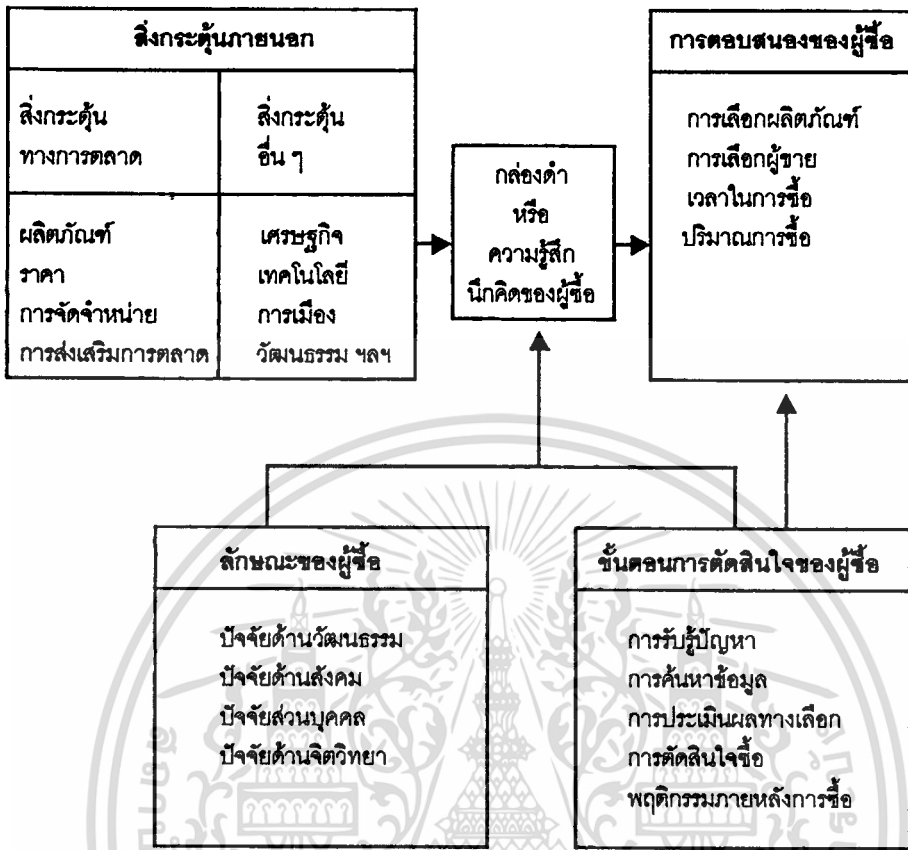 สิ่งกระตุ้นภายนอก
สิ่งกระตุ้น
ทางการตลาด
สิ่งกระตุ้น
อื่น ๆ
ผลิตภัณฑ์
ราคา
การจัดจำหน่าย
การส่งเสริมการตลาด
เศรษฐกิจ
เทคโนโลยี
การเมือง
วัฒนธรรม ฯลฯ
กล่องดำ
หรือ
ความรู้สึก
นึกคิดของผู้ซื้อ
การตอบสนองของผู้ซื้อ
การเลือกผลิตภัณฑ์
การเลือกผู้ขาย
เวลาในการซื้อ
ปริมาณการซื้อ
ลักษณะของผู้ซื้อ
ปัจจัยด้านวัฒนธรรม
ปัจจัยด้านสังคม
ปัจจัยส่วนบุคคล
ปัจจัยด้านจิตวิทยา
ขั้นตอนการตัดสินใจของผู้ซื้อ
การรับรู้ปัญหา
การค้นหาข้อมูล
การประเมินผลทางเลือก
การตัดสินใจซื้อ
พฤติกรรมภายหลังการซื้อ